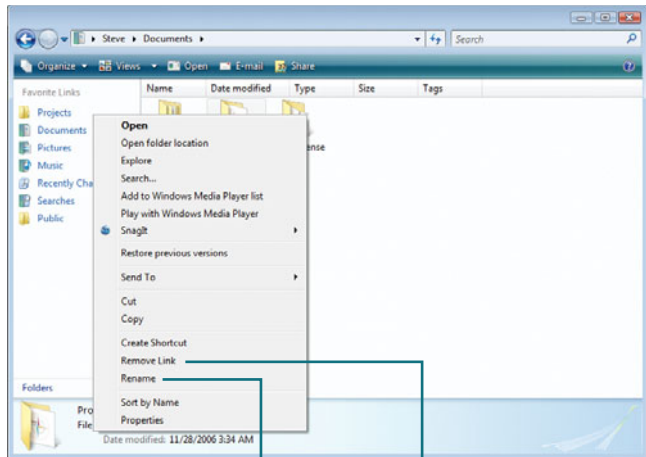 Steve ▸ Documents ▸
Search
Organize
Views
Open
E-mail
Share
Favorite Links
Name
Date modified
Type
Size
Tags
Projects
Documents
Pictures
Music
Recently Cha
Searches
Public
ense
Open
Open folder location
Explore
Search...
Add to Windows Media Player list
Play with Windows Media Player
SnagIt
Restore previous versions
Send To
Cut
Copy
Create Shortcut
Remove Link
Rename
Sort by Name
Properties
Folders
Pro
File
Date modified: 11/28/2006 3:34 AM